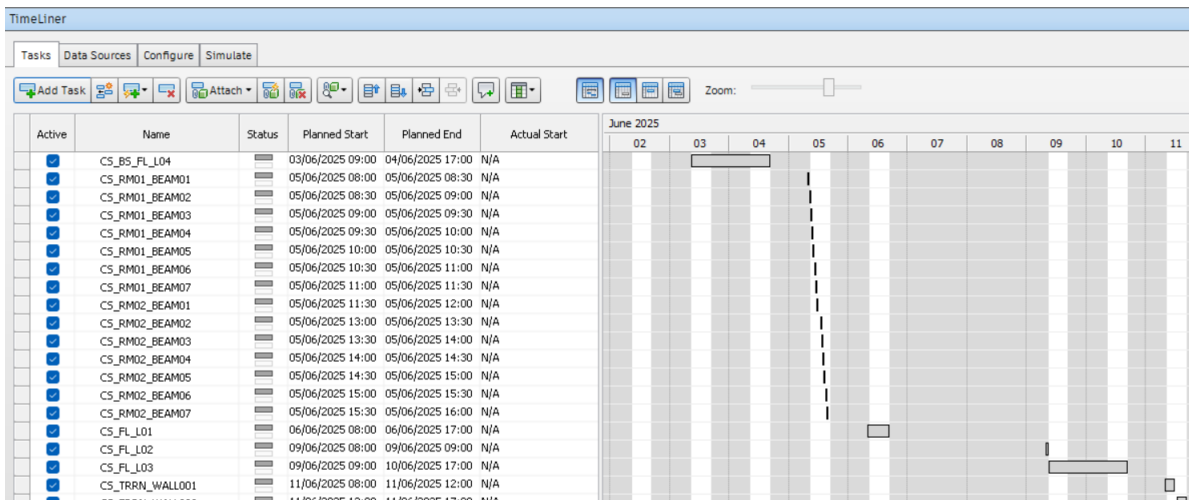 TimeLiner
Tasks Data Sources Configure Simulate
Add Task Attach Zoom:
Active Name Status Planned Start Planned End Actual Start June 2025
02 03 04 05 06 07 08 09 10 11
CS_BS_FL_L04 03/06/2025 09:00 04/06/2025 17:00 N/A
CS_RM01_BEAM01 05/06/2025 08:00 05/06/2025 08:30 N/A
CS_RM01_BEAM02 05/06/2025 08:30 05/06/2025 09:00 N/A
CS_RM01_BEAM03 05/06/2025 09:00 05/06/2025 09:30 N/A
CS_RM01_BEAM04 05/06/2025 09:30 05/06/2025 10:00 N/A
CS_RM01_BEAM05 05/06/2025 10:00 05/06/2025 10:30 N/A
CS_RM01_BEAM06 05/06/2025 10:30 05/06/2025 11:00 N/A
CS_RM01_BEAM07 05/06/2025 11:00 05/06/2025 11:30 N/A
CS_RM02_BEAM01 05/06/2025 11:30 05/06/2025 12:00 N/A
CS_RM02_BEAM02 05/06/2025 13:00 05/06/2025 13:30 N/A
CS_RM02_BEAM03 05/06/2025 13:30 05/06/2025 14:00 N/A
CS_RM02_BEAM04 05/06/2025 14:00 05/06/2025 14:30 N/A
CS_RM02_BEAM05 05/06/2025 14:30 05/06/2025 15:00 N/A
CS_RM02_BEAM06 05/06/2025 15:00 05/06/2025 15:30 N/A
CS_RM02_BEAM07 05/06/2025 15:30 05/06/2025 16:00 N/A
CS_FL_L01 06/06/2025 08:00 06/06/2025 17:00 N/A
CS_FL_L02 09/06/2025 08:00 09/06/2025 09:00 N/A
CS_FL_L03 09/06/2025 09:00 10/06/2025 17:00 N/A
CS_TRRN_WALL001 11/06/2025 08:00 11/06/2025 12:00 N/A